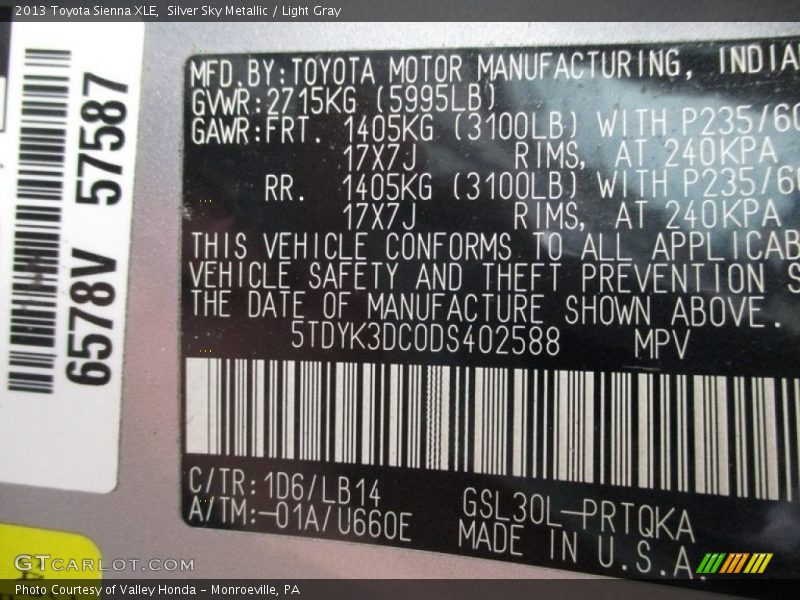 2013 Toyota Sienna XLE,  Silver Sky Metallic / Light Gray
6578V 57587
MFD.BY:TOYOTA MOTOR MANUFACTURING, INDIA
GVWR:2715KG (5995LB)
GAWR:FRT. 1405KG (3100LB) WITH P235/60
17X7J RIMS, AT 240KPA
RR. 1405KG (3100LB) WITH P235/60
17X7J RIMS, AT 240KPA
THIS VEHICLE CONFORMS TO ALL APPLICAB
VEHICLE SAFETY AND THEFT PREVENTION S
THE DATE OF MANUFACTURE SHOWN ABOVE.
5TDYK3DC0DS402588 MPV
C/TR:1D6/LB14 GSL30L-PRTQKA
A/TM:-01A/U660E MADE IN U.S.A.
GTCARLOT.COM
Photo Courtesy of Valley Honda - Monroeville, PA